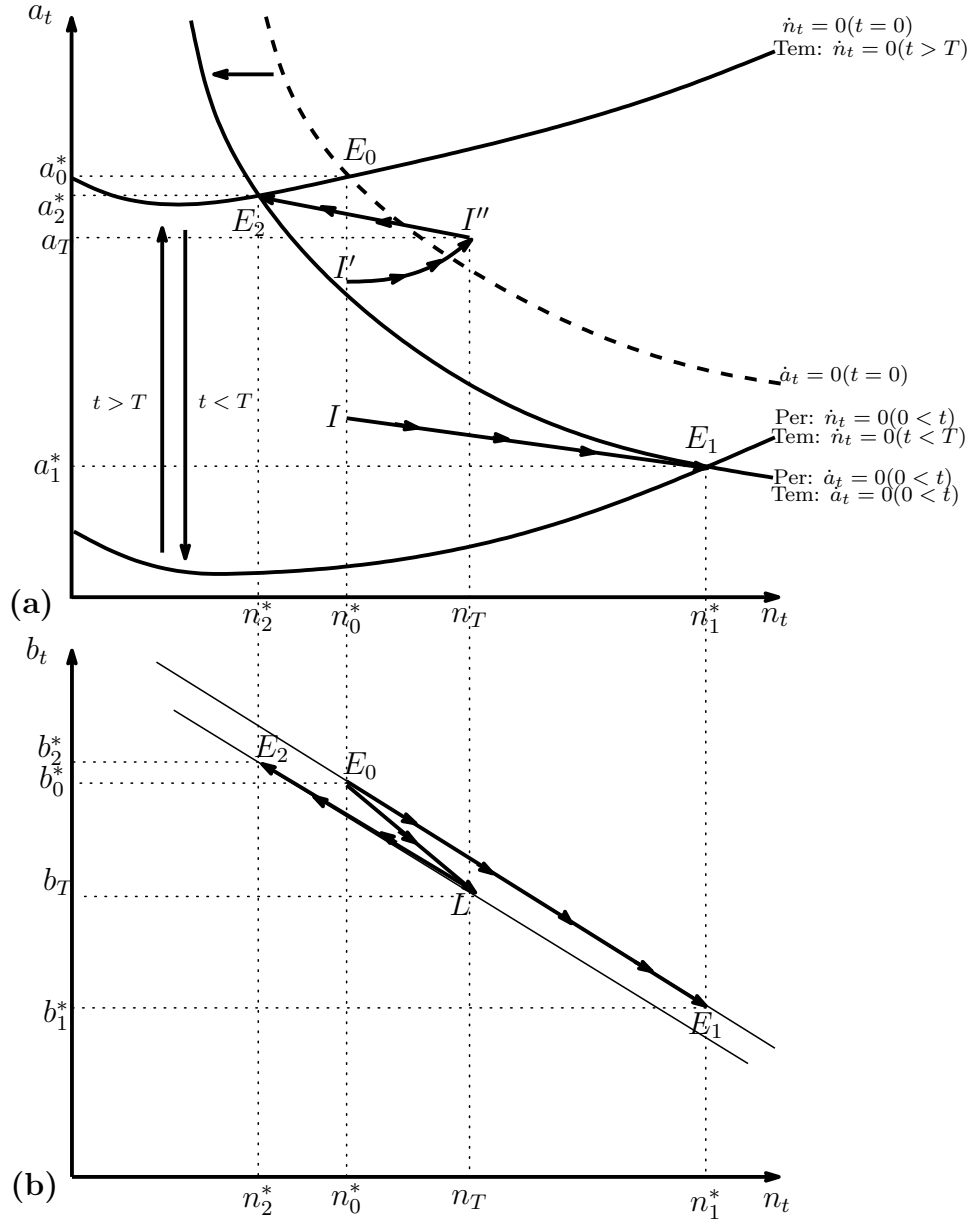 a_t
ṅ_t = 0(t = 0)
Tem: ṅ_t = 0(t > T)
a_0^*
E_0
a_2^*
E_2
I''
a_T
I'
t > T
t < T
ȧ_t = 0(t = 0)
I
Per: ṅ_t = 0(0 < t)
Tem: ṅ_t = 0(t < T)
E_1
a_1^*
Per: ȧ_t = 0(0 < t)
Tem: ȧ_t = 0(0 < t)
(a)
n_2^* n_0^* n_T n_1^* n_t
b_t
b_2^*
E_2
b_0^*
E_0
b_T
L
b_1^*
E_1
(b)
n_2^* n_0^* n_T n_1^* n_t